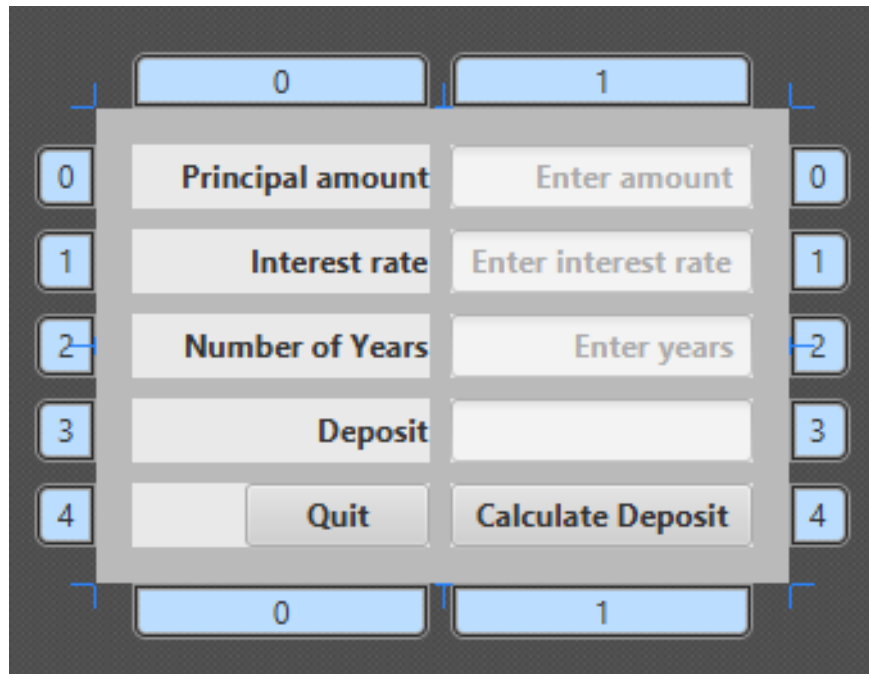 0 1
0 Principal amount Enter amount 0
1 Interest rate Enter interest rate 1
2 Number of Years Enter years 2
3 Deposit 3
4 Quit Calculate Deposit 4
0 1